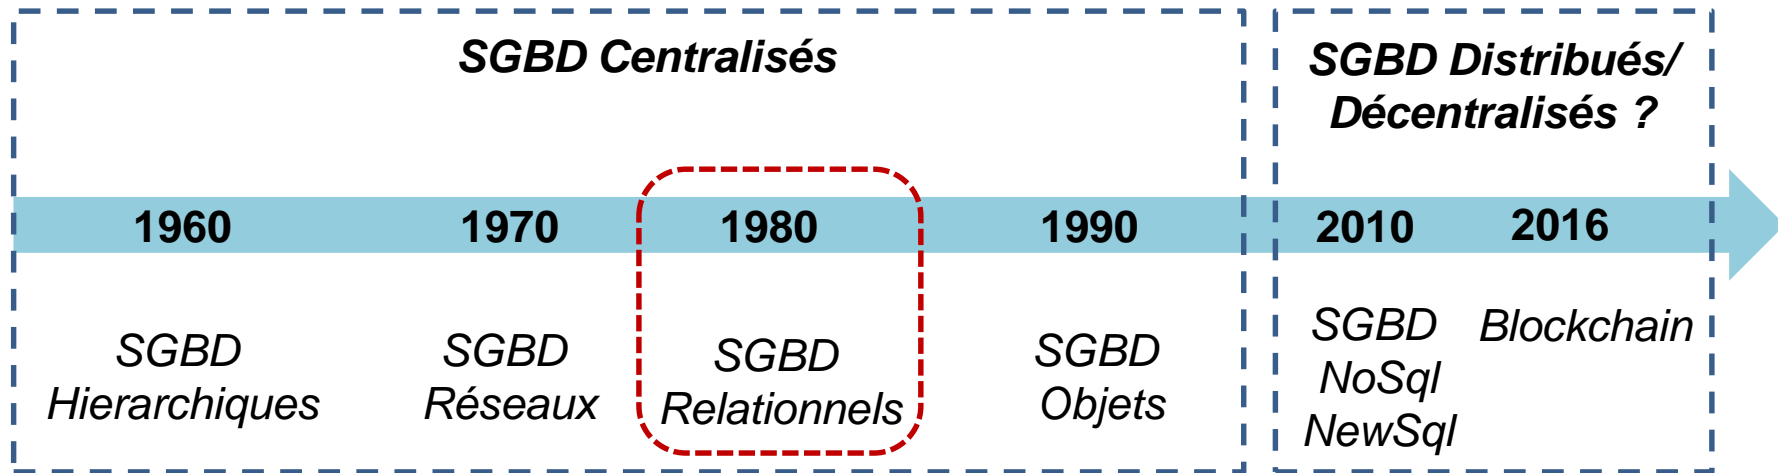 SGBD Centralisés
SGBD Distribués/
Décentralisés ?
1960
1970
1980
1990
2010
2016
SGBD
Hierarchiques
SGBD
Réseaux
SGBD
Relationnels
SGBD
Objets
SGBD
NoSql
NewSql
Blockchain